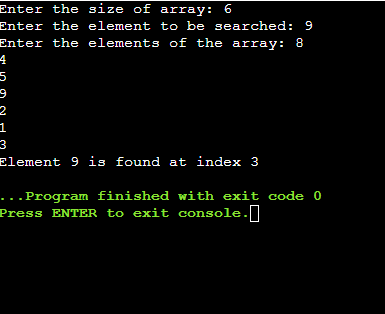 Enter the size of array: 6
Enter the element to be searched: 9
Enter the elements of the array: 8
4
5
9
2
1
3
Element 9 is found at index 3
...Program finished with exit code 0
Press ENTER to exit console.